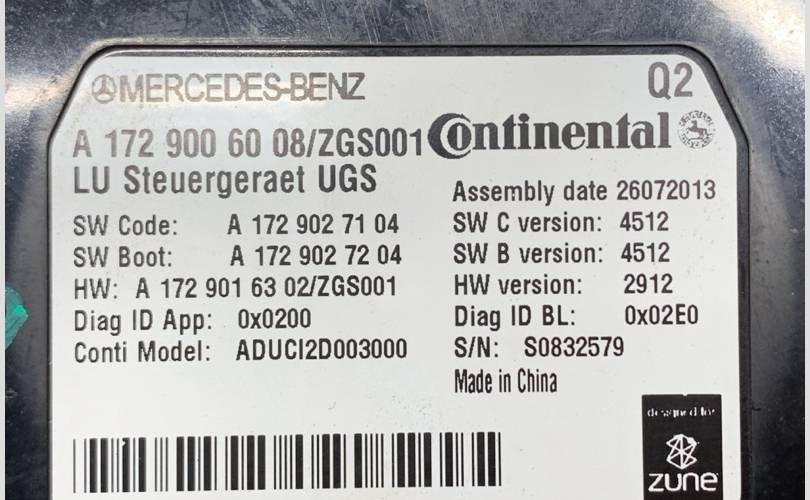 MERCEDES-BENZ
Q2
A 172 900 60 08/ZGS001
Continental
LU Steuergeraet UGS
Assembly date 26072013
SW Code: A 172 902 71 04
SW C version: 4512
SW Boot: A 172 902 72 04
SW B version: 4512
HW: A 172 901 63 02/ZGS001
HW version: 2912
Diag ID App: 0x0200
Diag ID BL: 0x02E0
Conti Model: ADUCI2D003000
S/N: S0832579
Made in China
designed for
zune